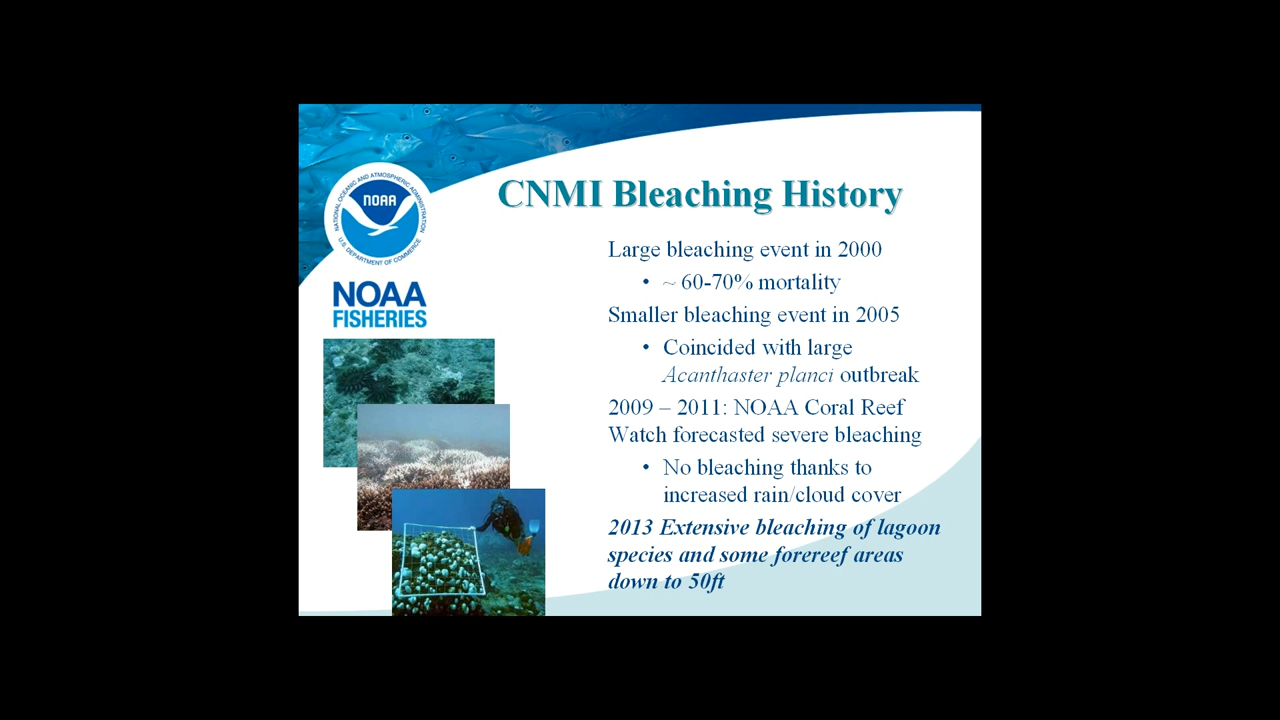 NATIONAL OCEANIC AND ATMOSPHERIC ADMINISTRATION
NOAA
U.S. DEPARTMENT OF COMMERCE
NOAA
FISHERIES
CNMI Bleaching History
Large bleaching event in 2000
• ~ 60-70% mortality
Smaller bleaching event in 2005
• Coincided with large
Acanthaster planci outbreak
2009 – 2011: NOAA Coral Reef
Watch forecasted severe bleaching
• No bleaching thanks to
increased rain/cloud cover
2013 Extensive bleaching of lagoon
species and some forereef areas
down to 50ft